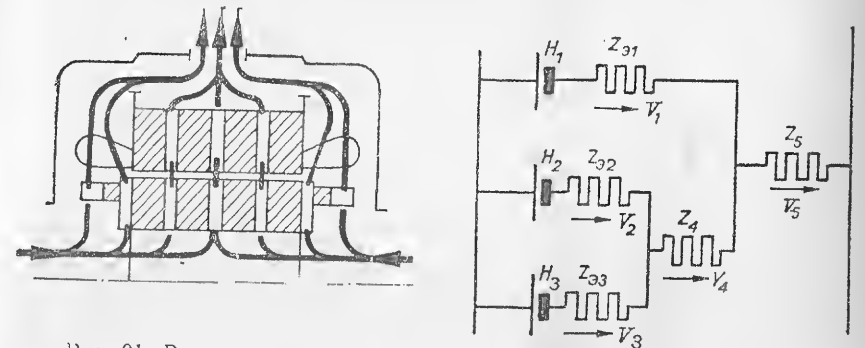 H₁ Zэ1
V₁
H₂ Zэ2
V₂
Z₅
V₅
Z₄
V₄
H₃ Zэ3
V₃